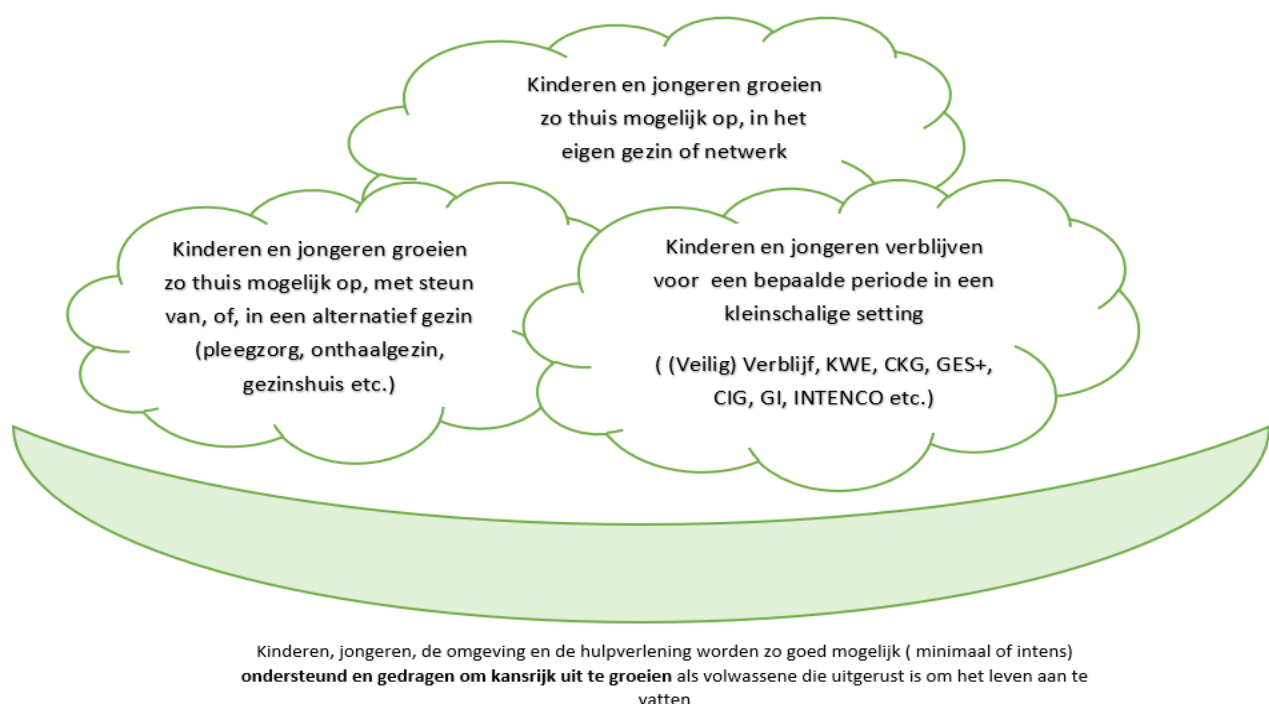 Kinderen en jongeren groeien
zo thuis mogelijk op, in het
eigen gezin of netwerk
Kinderen en jongeren groeien
zo thuis mogelijk op, met steun
van, of, in een alternatief gezin
(pleegzorg, onthaalgezin,
gezinshuis etc.)
Kinderen en jongeren verblijven
voor een bepaalde periode in een
kleinschalige setting
( (Veilig) Verblijf, KWE, CKG, GES+,
CIG, GI, INTENCO etc.)
Kinderen, jongeren, de omgeving en de hulpverlening worden zo goed mogelijk ( minimaal of intens)
ondersteund en gedragen om kansrijk uit te groeien als volwassene die uitgerust is om het leven aan te
vatten